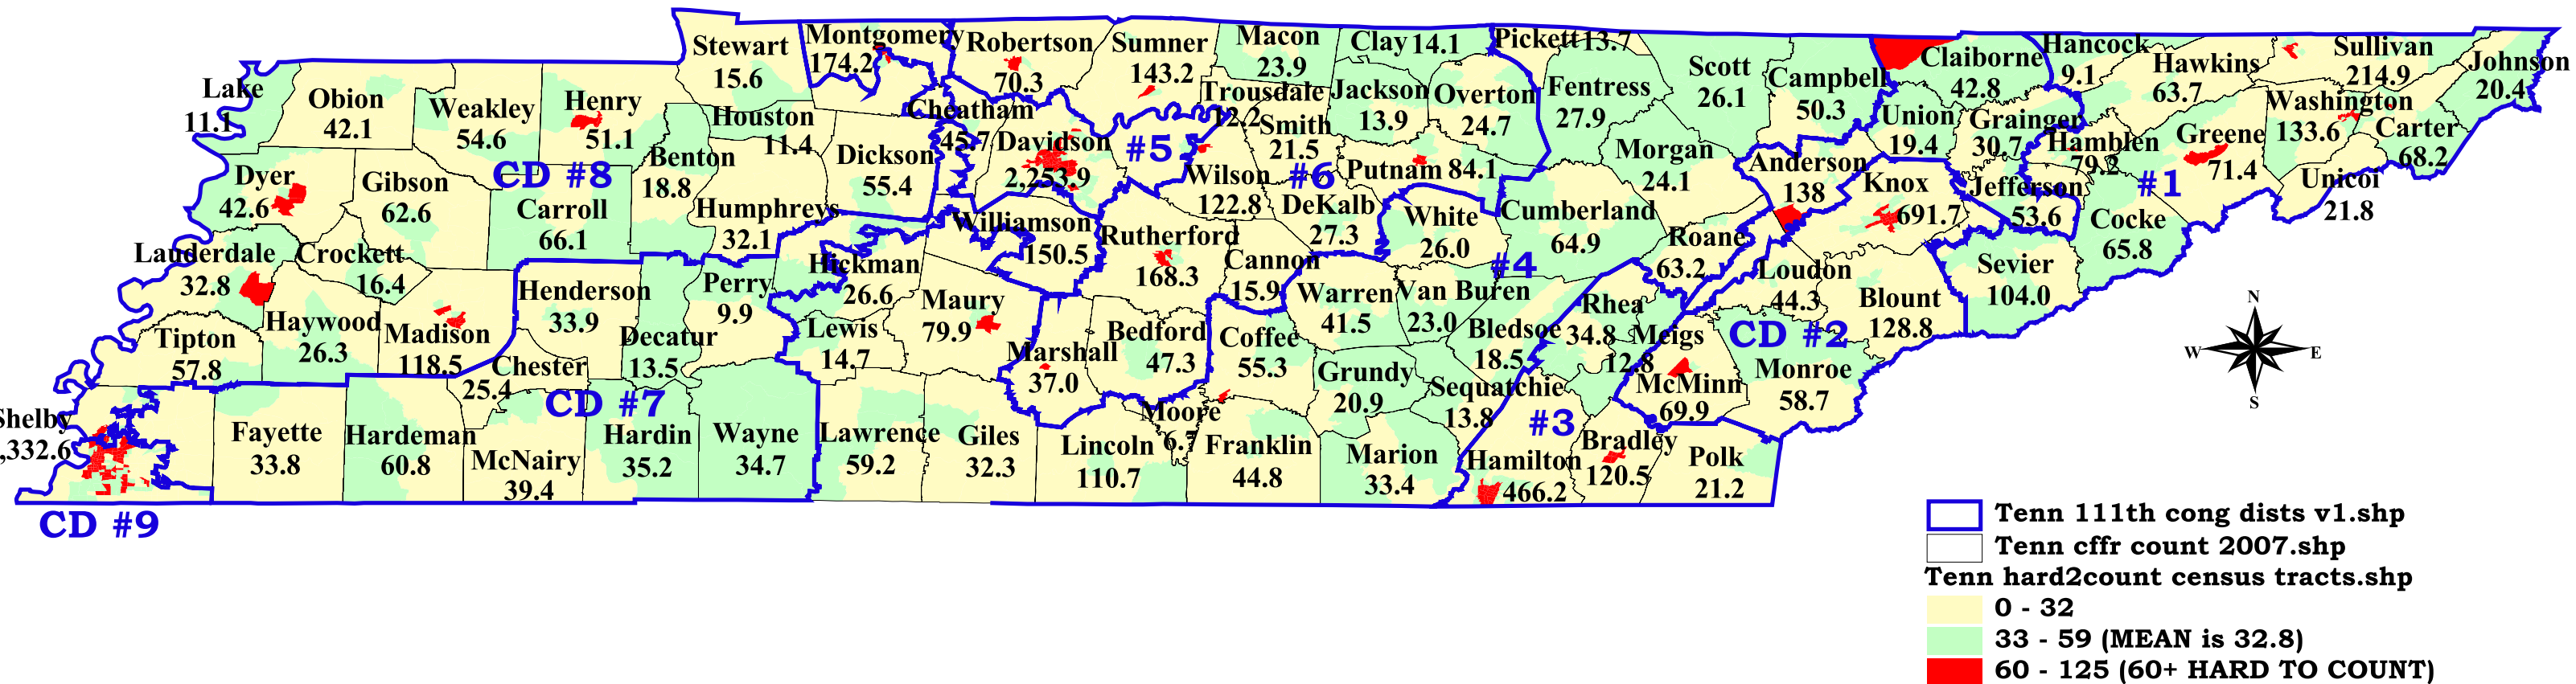 Stewart
15.6
Montgomery
174.2
Robertson
70.3
Sumner
143.2
Macon
23.9
Clay 14.1
Pickett 13.7
Scott
26.1
Campbell
50.3
Claiborne
42.8
Hancock
9.1
Hawkins
63.7
Sullivan
214.9
Johnson
20.4
Lake
11.1
Obion
42.1
Weakley
54.6
Henry
51.1
Houston
11.4
Cheatham
45.7
Davidson
2,253.9
#5
Trousdale
12.2
Smith
21.5
Jackson
13.9
Overton
24.7
Fentress
27.9
Morgan
24.1
Union
19.4
Grainger
30.7
Hamblen
79.2
Greene
71.4
Washington
133.6
Carter
68.2
Unicoi
21.8
#1
Dyer
42.6
Gibson
62.6
CD #8
Carroll
66.1
Benton
18.8
Humphreys
32.1
Dickson
55.4
Williamson
150.5
Wilson
122.8
#6
Putnam 84.1
DeKalb
27.3
White
26.0
Cumberland
64.9
Anderson
138
Knox
691.7
Jefferson
53.6
Cocke
65.8
Lauderdale
32.8
Crockett
16.4
Henderson
33.9
Decatur
13.5
Perry
9.9
Hickman
26.6
Maury
79.9
Rutherford
168.3
Cannon
15.9
Warren
41.5
Van Buren
23.0
#4
Roane
63.2
Loudon
44.3
Blount
128.8
Sevier
104.0
Tipton
57.8
Haywood
26.3
Madison
118.5
Chester
25.4
Lewis
14.7
Marshall
37.0
Bedford
47.3
Coffee
55.3
Grundy
20.9
Bledsoe
18.5
Sequatchie
13.8
Rhea
34.8
Meigs
12.8
McMinn
69.9
CD #2
Monroe
58.7
N
W
E
S
Shelby
,332.6
Fayette
33.8
Hardeman
60.8
McNairy
39.4
CD #7
Hardin
35.2
Wayne
34.7
Lawrence
59.2
Giles
32.3
Lincoln
110.7
Moore
6.7
Franklin
44.8
Marion
33.4
#3
Hamilton
466.2
Bradley
120.5
Polk
21.2
CD #9
Tenn 111th cong dists v1.shp
Tenn cffr count 2007.shp
Tenn hard2count census tracts.shp
0 - 32
33 - 59 (MEAN is 32.8)
60 - 125 (60+ HARD TO COUNT)